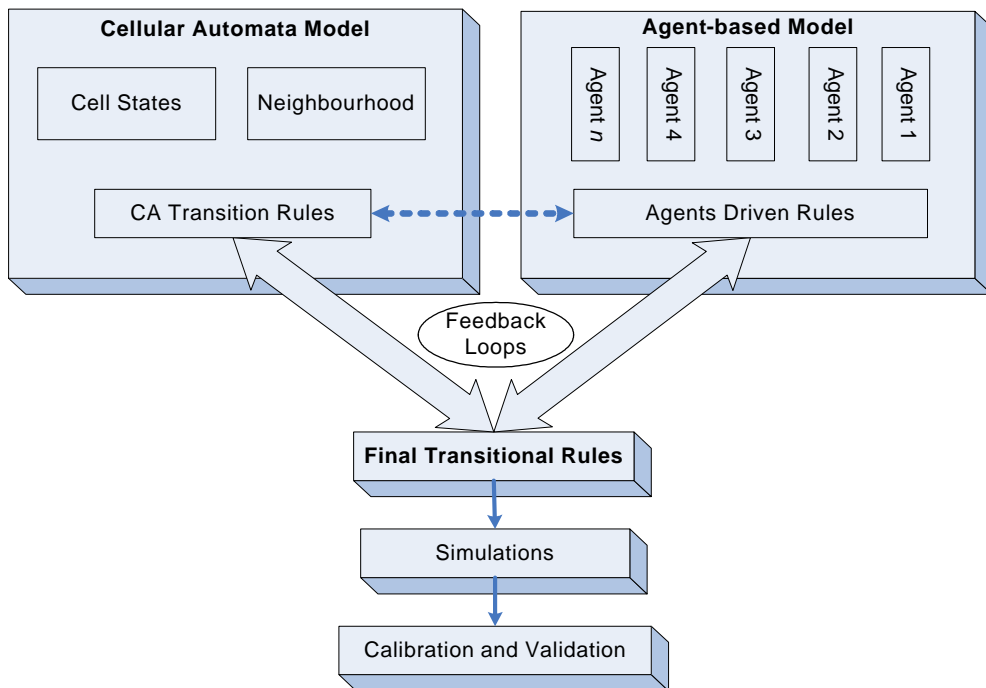 Cellular Automata Model
Cell States
Neighbourhood
CA Transition Rules
Agent-based Model
Agent n
Agent 4
Agent 3
Agent 2
Agent 1
Agents Driven Rules
Feedback
Loops
Final Transitional Rules
Simulations
Calibration and Validation